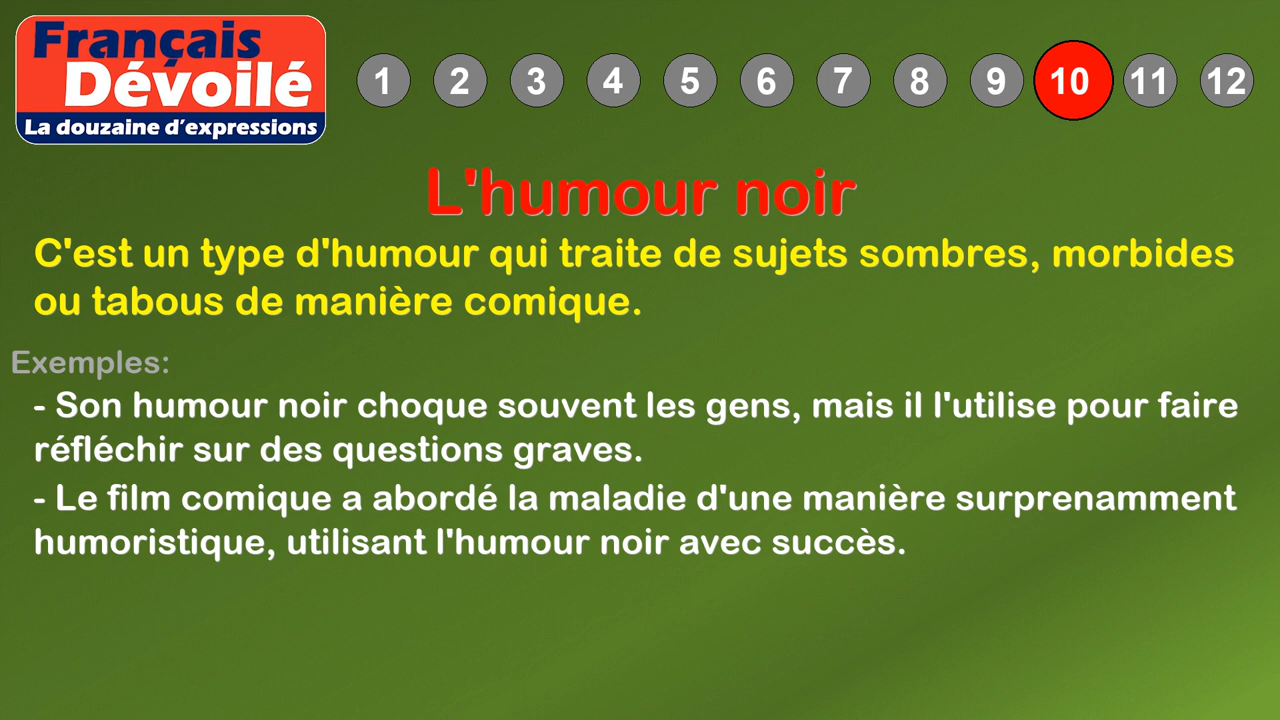 Français
Dévoilé
La douzaine d'expressions
1 2 3 4 5 6 7 8 9 10 11 12
L'humour noir
C'est un type d'humour qui traite de sujets sombres, morbides
ou tabous de manière comique.
Exemples:
- Son humour noir choque souvent les gens, mais il l'utilise pour faire
réfléchir sur des questions graves.
- Le film comique a abordé la maladie d'une manière surprenamment
humoristique, utilisant l'humour noir avec succès.